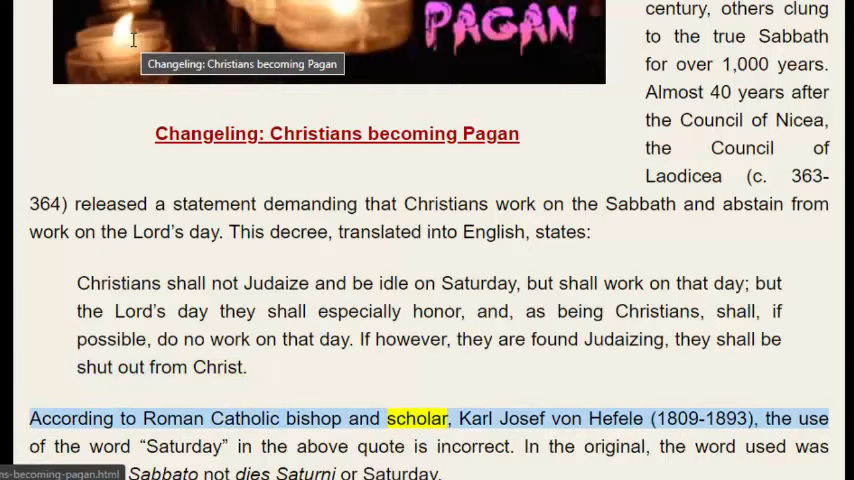 PAGAN
Changeling: Christians becoming Pagan
Changeling: Christians becoming Pagan
century, others clung
to the true Sabbath
for over 1,000 years.
Almost 40 years after
the Council of Nicea,
the Council of
Laodicea (c. 363-
364) released a statement demanding that Christians work on the Sabbath and abstain from
work on the Lord's day. This decree, translated into English, states:
Christians shall not Judaize and be idle on Saturday, but shall work on that day; but
the Lord's day they shall especially honor, and, as being Christians, shall, if
possible, do no work on that day. If however, they are found Judaizing, they shall be
shut out from Christ.
According to Roman Catholic bishop and scholar, Karl Josef von Hefele (1809-1893), the use
of the word “Saturday” in the above quote is incorrect. In the original, the word used was
Sabbato not dies Saturni or Saturday.
ns-becoming-pagan.html